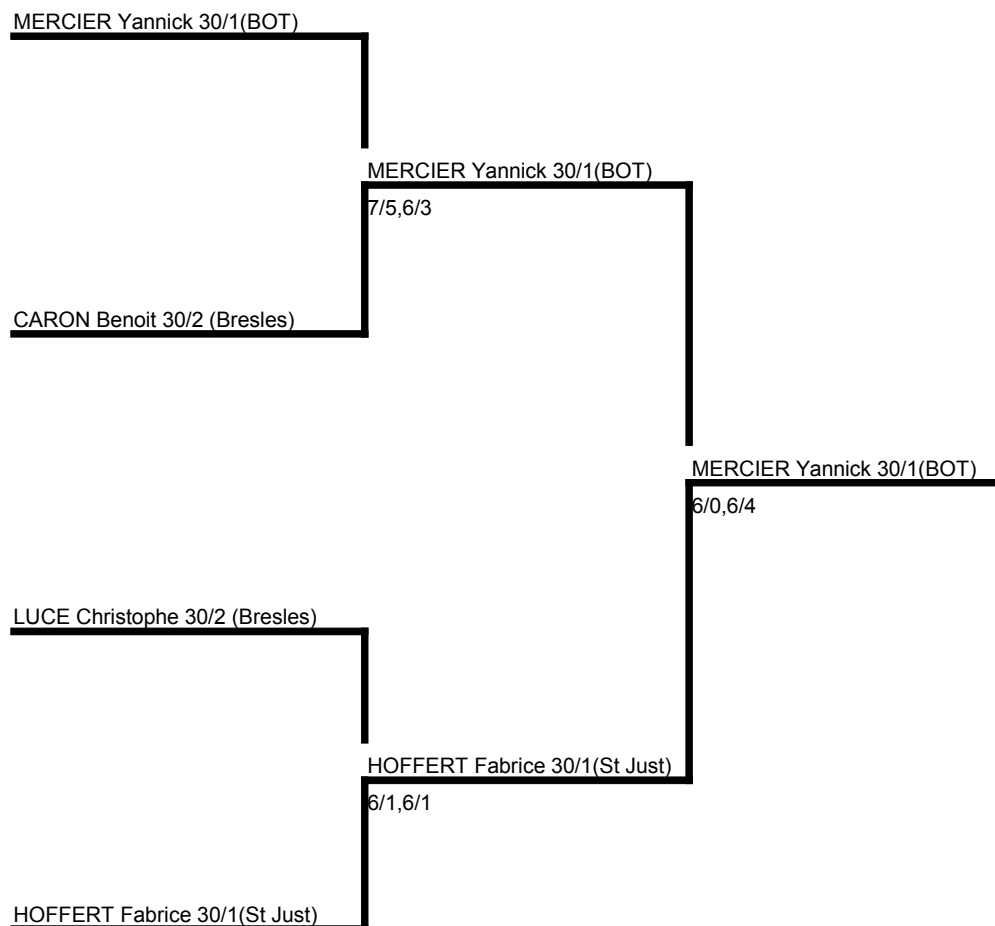 MERCIER Yannick 30/1(BOT)
MERCIER Yannick 30/1(BOT)
7/5,6/3
CARON Benoit 30/2 (Bresles)
MERCIER Yannick 30/1(BOT)
6/0,6/4
LUCE Christophe 30/2 (Bresles)
HOFFERT Fabrice 30/1(St Just)
6/1,6/1
HOFFERT Fabrice 30/1(St Just)